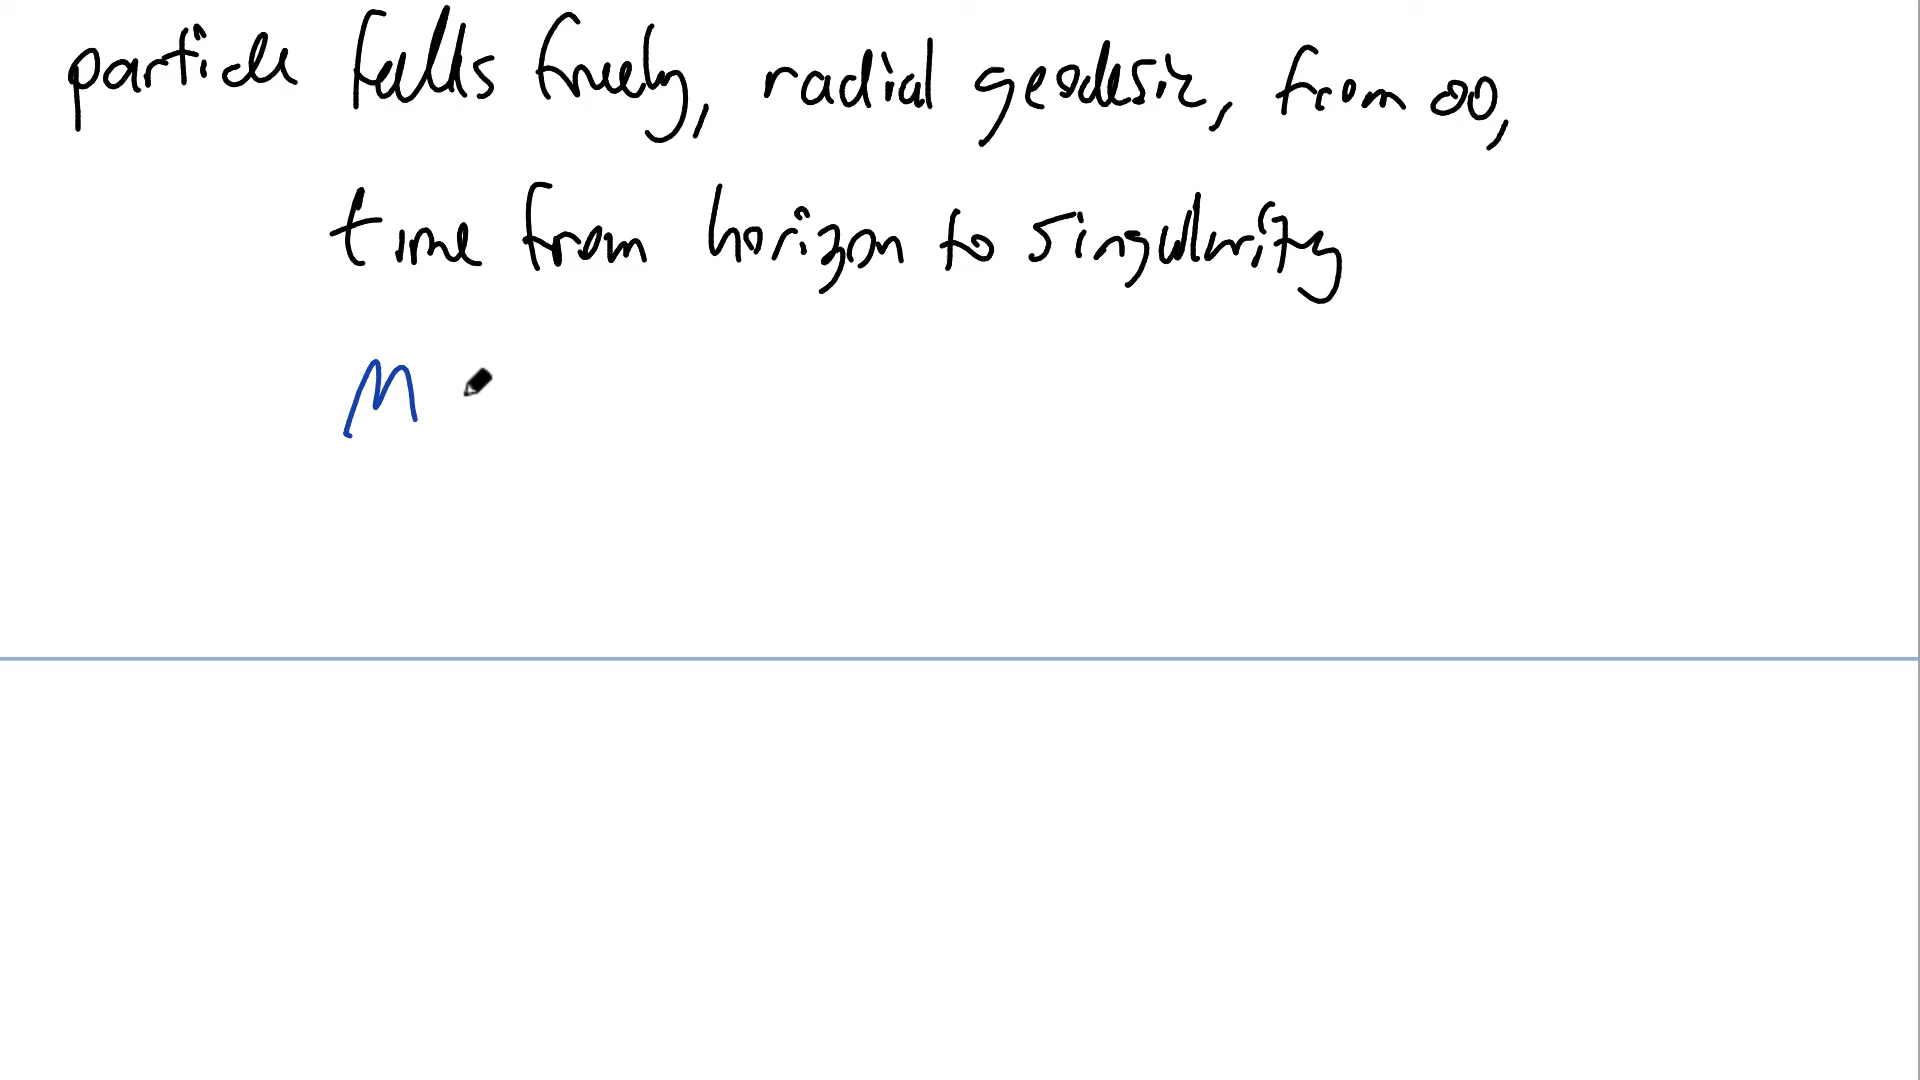 particle falls freely, radial geodesic, from ∞,
time from horizon to singularity
M